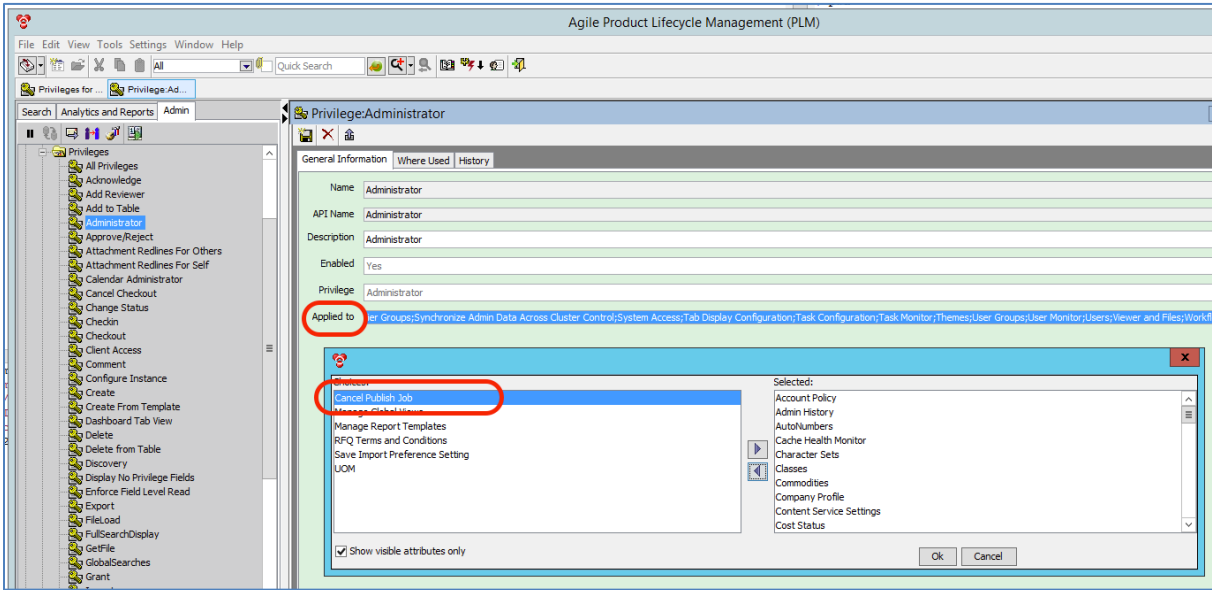 Agile Product Lifecycle Management (PLM)
File Edit View Tools Settings Window Help
All
Quick Search
Privileges for ... Privilege:Ad...
Search Analytics and Reports Admin
Privileges
All Privileges
Acknowledge
Add Reviewer
Add to Table
Administrator
Approve/Reject
Attachment Redlines For Others
Attachment Redlines For Self
Calendar Administrator
Cancel Checkout
Change Status
Checkin
Checkout
Client Access
Comment
Configure Instance
Create
Create From Template
Dashboard Tab View
Delete
Delete from Table
Discovery
Display No Privilege Fields
Enforce Field Level Read
Export
FileLoad
FullSearchDisplay
GetFile
GlobalSearches
Grant
Privilege:Administrator
General Information Where Used History
Name Administrator
API Name Administrator
Description Administrator
Enabled Yes
Privilege Administrator
Applied to er Groups;Synchronize Admin Data Across Cluster Control;System Access;Tab Display Configuration;Task Configuration;Task Monitor;Themes;User Groups;User Monitor;Users;Viewer and Files;Workfl
X
Choices:
Cancel Publish Job
Manage Global Views
Manage Report Templates
RFQ Terms and Conditions
Save Import Preference Setting
UOM
Selected:
Account Policy
Admin History
AutoNumbers
Cache Health Monitor
Character Sets
Classes
Commodities
Company Profile
Content Service Settings
Cost Status
Show visible attributes only
Ok Cancel